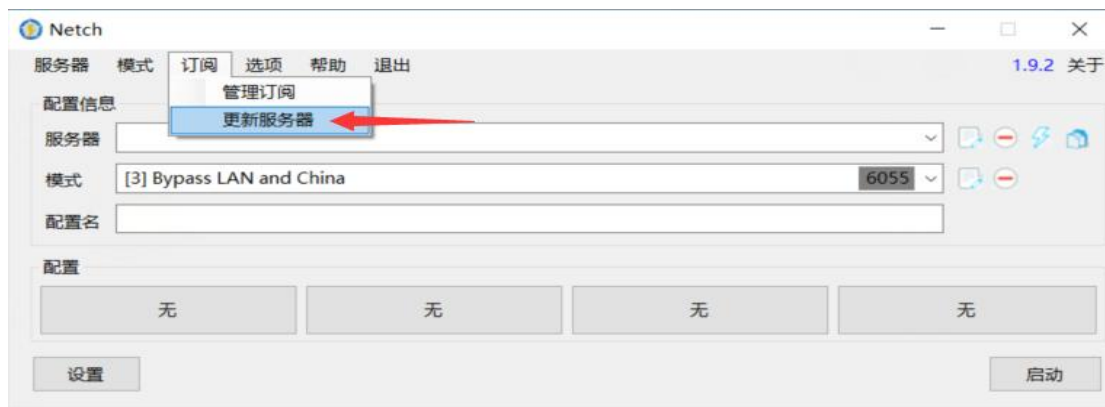 Netch
服务器 模式 订阅 选项 帮助 退出 1.9.2 关于
管理订阅
配置信息
更新服务器
服务器
模式 [3] Bypass LAN and China 6055
配置名
配置
无 无 无 无
设置 启动